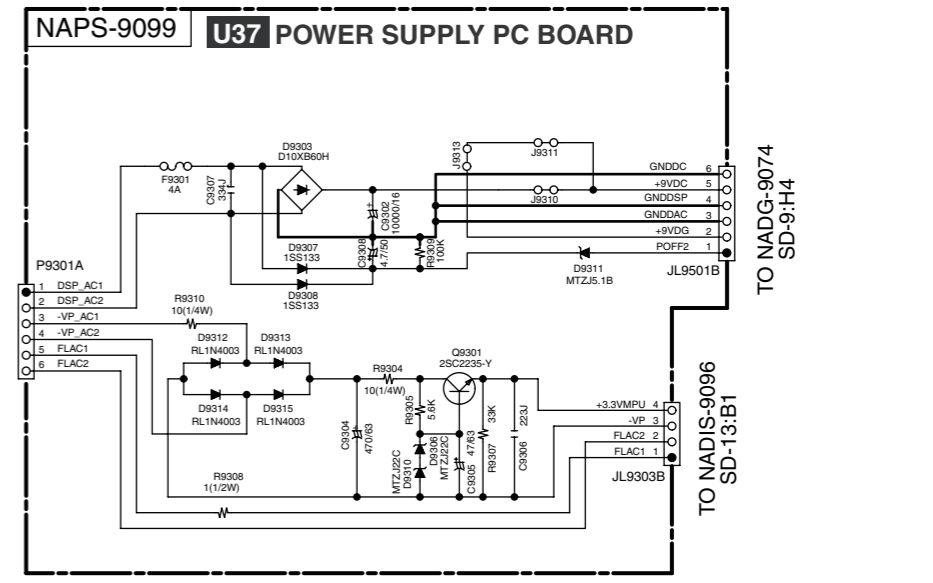 NAPS-9099
U37 POWER SUPPLY PC BOARD
D9303
D10XB60H
F9301
4A
C9307
334J
J9313
J9311
J9310
C9302
10000/16
C9308
4.7/50
R9309
100K
D9307
1SS133
D9308
1SS133
D9311
MTZJ5.1B
GNDDC 6
+9VDC 5
GNDDSP 4
GNDDAC 3
+9VDG 2
POFF2 1
JL9501B
TO NADG-9074
SD-9:H4
P9301A
1 DSP_AC1
2 DSP_AC2
3 -VP_AC1
4 -VP_AC2
5 FLAC1
6 FLAC2
R9310
10(1/4W)
D9312
RL1N4003
D9313
RL1N4003
D9314
RL1N4003
D9315
RL1N4003
R9308
1(1/2W)
C9304
470/63
R9304
10(1/4W)
Q9301
2SC2235-Y
R9305
5.6K
MTZJ22C
D9310
D9306
MTZJ22C
C9305
47/63
R9307
33K
C9306
223J
+3.3VMPU 4
-VP 3
FLAC2 2
FLAC1 1
JL9303B
TO NADIS-9096
SD-13:B1